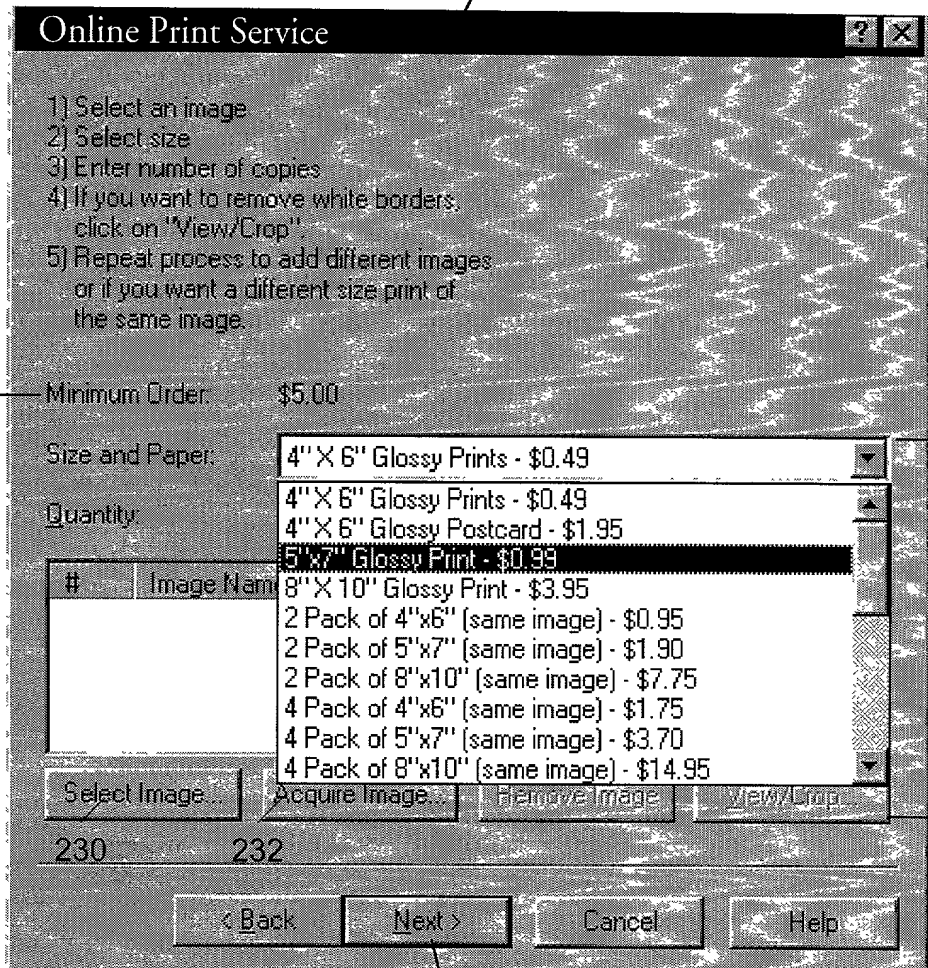 Online Print Service
? X
1) Select an image
2) Select size
3) Enter number of copies
4) If you want to remove white borders,
click on "View/Crop".
5) Repeat process to add different images
or if you want a different size print of
the same image.
Minimum Order: $5.00
Size and Paper: 4" X 6" Glossy Prints - $0.49
4" X 6" Glossy Prints - $0.49
Quantity:
4" X 6" Glossy Postcard - $1.95
5"x7" Glossy Print - $0.99
# Image Name
8" X 10" Glossy Print - $3.95
2 Pack of 4"x6" (same image) - $0.95
2 Pack of 5"x7" (same image) - $1.90
2 Pack of 8"x10" (same image) - $7.75
4 Pack of 4"x6" (same image) - $1.75
4 Pack of 5"x7" (same image) - $3.70
4 Pack of 8"x10" (same image) - $14.95
Select Image... Acquire Image... Remove Image View/Crop...
230 232
< Back Next > Cancel Help